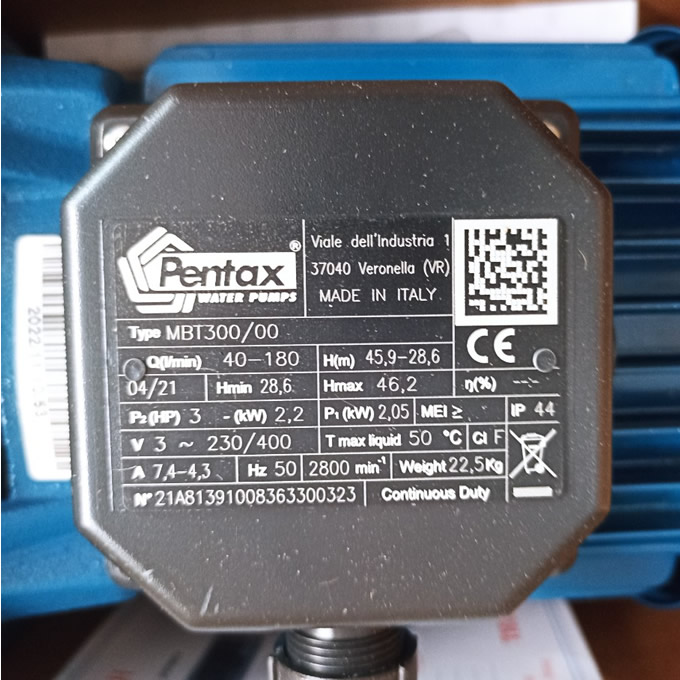 Pentax®
WATER PUMPS
Viale dell'Industria 1
37040 Veronella (VR)
MADE IN ITALY
Type MBT300/00
CE
Q(l/min) 40-180 H(m) 45,9-28,6
04/21 Hmin 28,6 Hmax 46,2 η(%) ---
P₂(HP) 3 -(kW) 2,2 P₁(kW) 2,05 MEI ≥ - IP 44
V 3 ~ 230/400 T max liquid 50 °C Cl F
A 7,4-4,3 Hz 50 2800 min⁻¹ Weight 22,5Kg
N° 21A81391008363300323 Continuous Duty